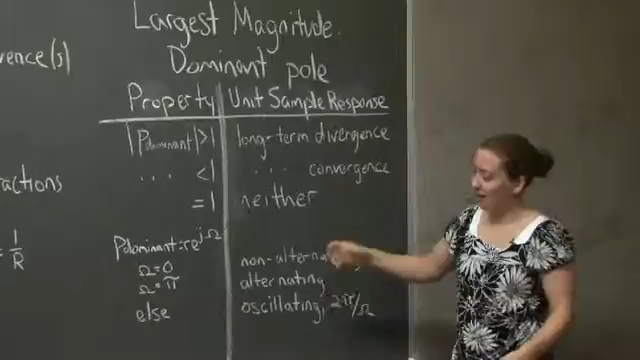 vence(s)
actions
= 1/R
Largest Magnitude.
Dominant pole
Property Unit Sample Response
|Pdominant|>1 long-term divergence
.... <1 .... convergence
=1 neither
Pdominant=re^jΩ
Ω=0 non-alterna
Ω=π alternating
else oscillating, 2π/Ω